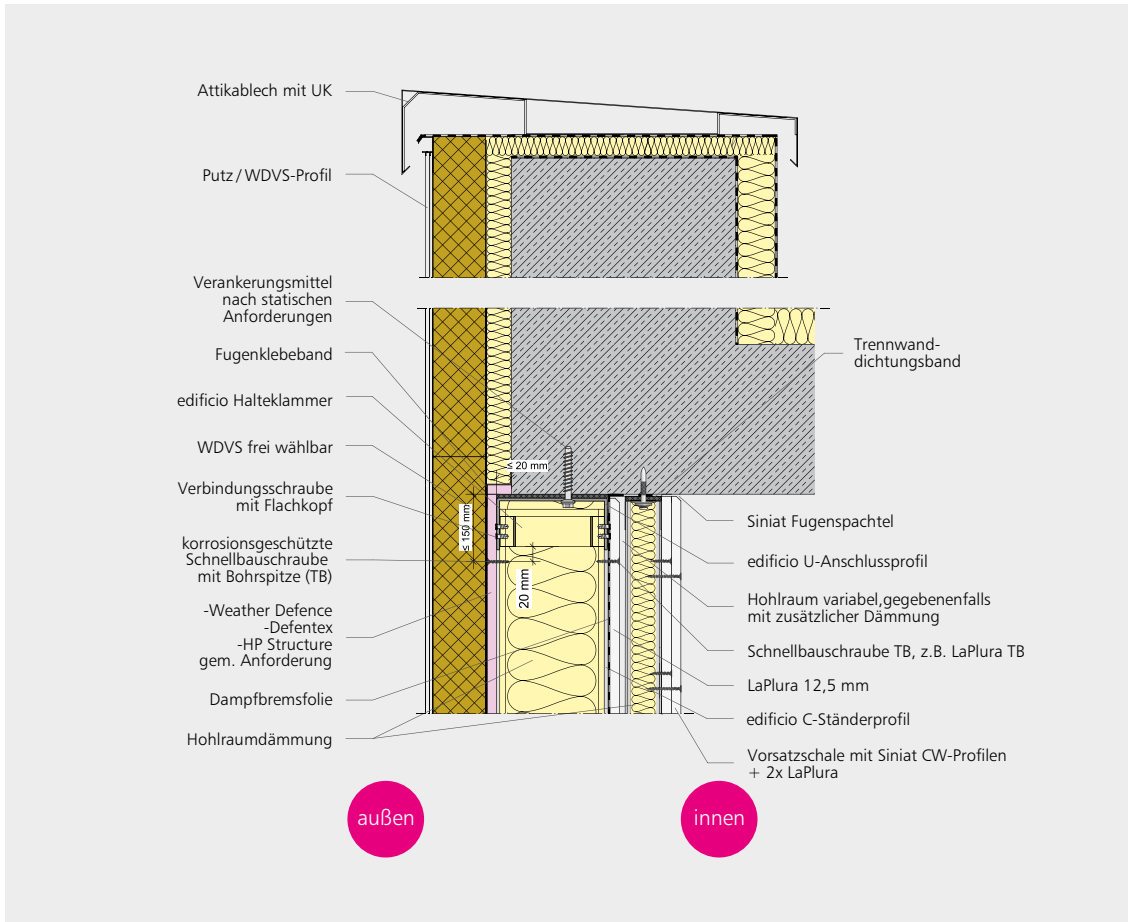 Attikablech mit UK
Putz / WDVS-Profil
Verankerungsmittel
nach statischen
Anforderungen
Fugenklebeband
edificio Halteklammer
WDVS frei wählbar
Verbindungsschraube
mit Flachkopf
korrosionsgeschützte
Schnellbauschraube
mit Bohrspitze (TB)
-Weather Defence
-Defentex
-HP Structure
gem. Anforderung
Dampfbremsfolie
Hohlraumdämmung
≤ 20 mm
≤ 150 mm
20 mm
Trennwand-
dichtungsband
Siniat Fugenspachtel
edificio U-Anschlussprofil
Hohlraum variabel,gegebenenfalls
mit zusätzlicher Dämmung
Schnellbauschraube TB, z.B. LaPlura TB
LaPlura 12,5 mm
edificio C-Ständerprofil
Vorsatzschale mit Siniat CW-Profilen
+ 2x LaPlura
außen
innen